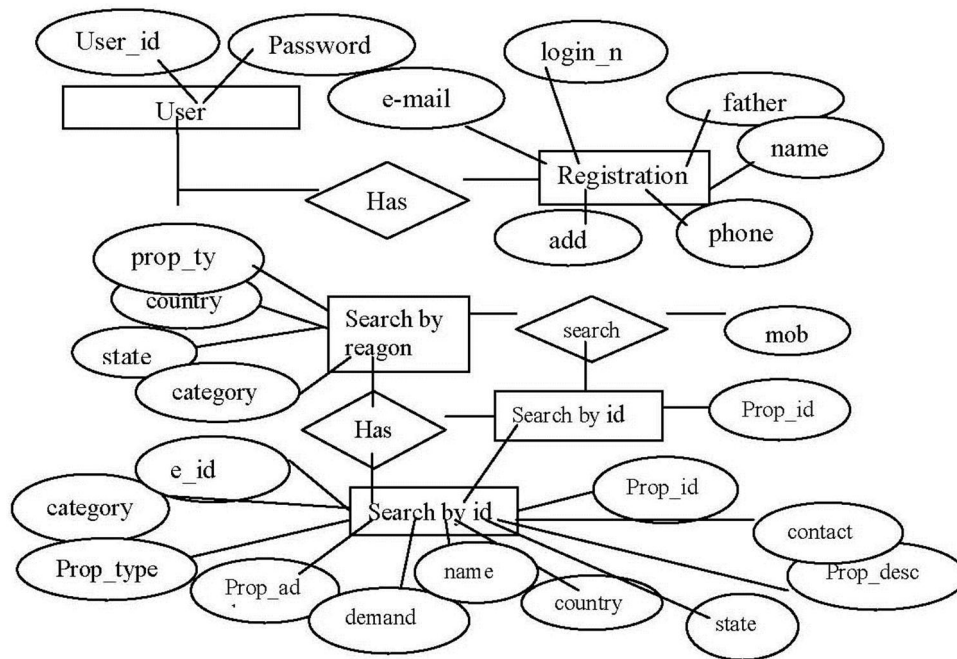 User_id
Password
login_n
e-mail
father
User
name
Registration
Has
add
phone
prop_ty
country
Search by
reagon
search
mob
state
category
Search by id
Prop_id
Has
e_id
Prop_id
category
Search by id
contact
Prop_type
Prop_ad
name
Prop_desc
demand
country
state